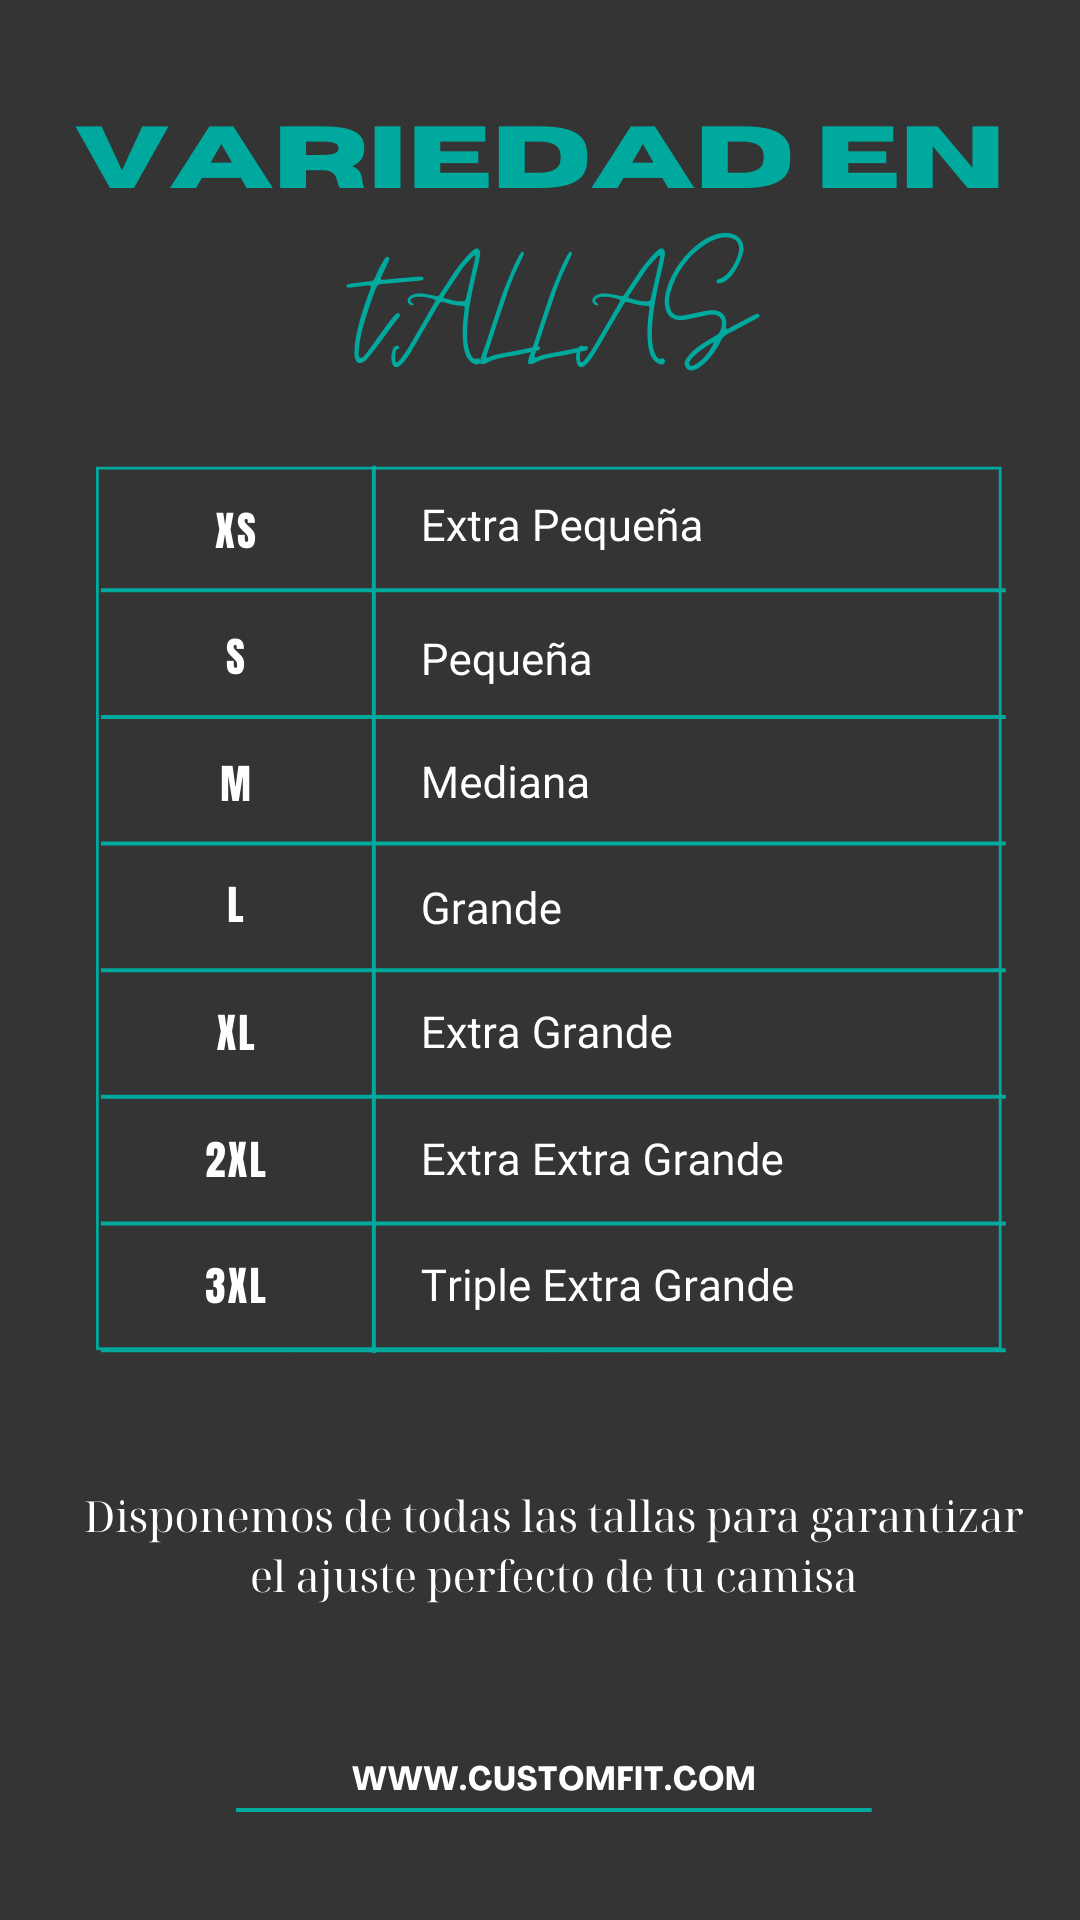 VARIEDAD EN
tALLAS
XS Extra Pequeña
S Pequeña
M Mediana
L Grande
XL Extra Grande
2XL Extra Extra Grande
3XL Triple Extra Grande
Disponemos de todas las tallas para garantizar
el ajuste perfecto de tu camisa
WWW.CUSTOMFIT.COM